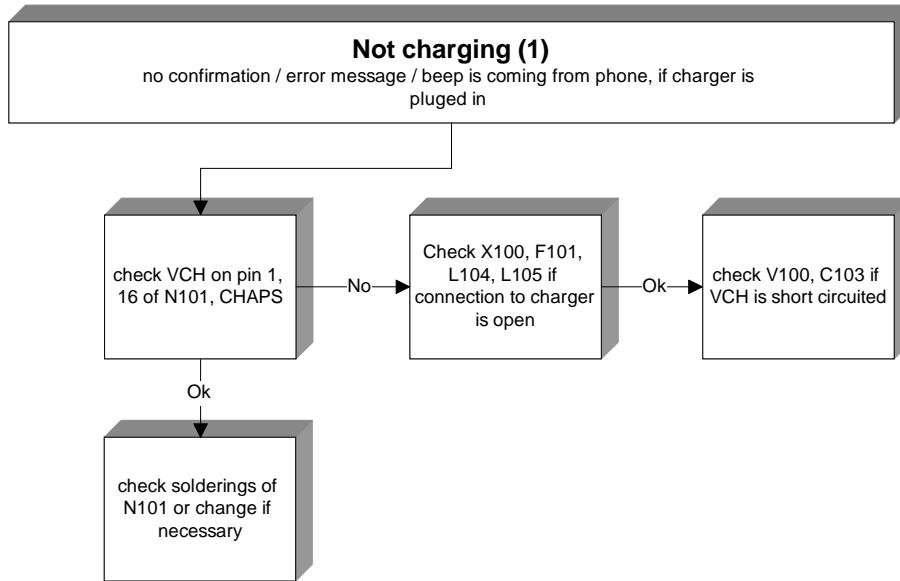 Not charging (1)
no confirmation / error message / beep is coming from phone, if charger is
pluged in
check VCH on pin 1,
16 of N101, CHAPS
No
Check X100, F101,
L104, L105 if
connection to charger
is open
Ok
check V100, C103 if
VCH is short circuited
Ok
check solderings of
N101 or change if
necessary